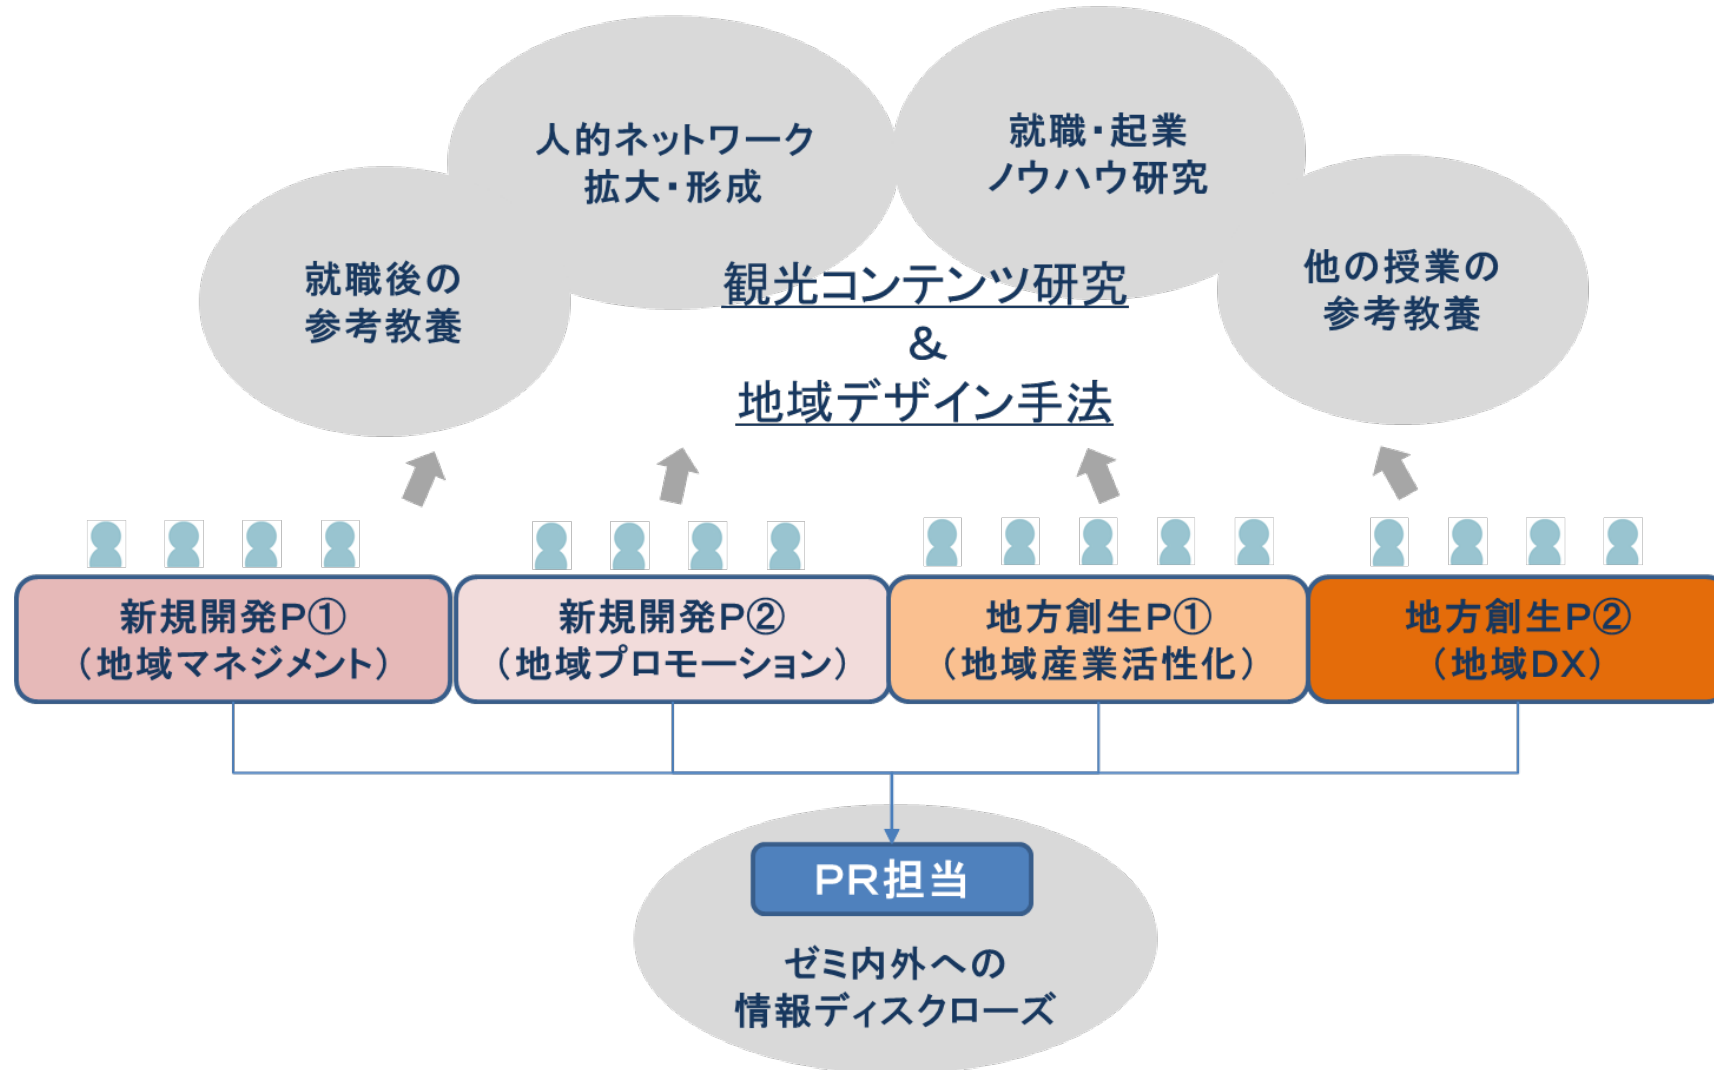 人的ネットワーク
拡大・形成
就職・起業
ノウハウ研究
就職後の
参考教養
他の授業の
参考教養
観光コンテンツ研究
&
地域デザイン手法
新規開発P①
（地域マネジメント）
新規開発P②
（地域プロモーション）
地方創生P①
（地域産業活性化）
地方創生P②
（地域DX）
PR担当
ゼミ内外への
情報ディスクローズ